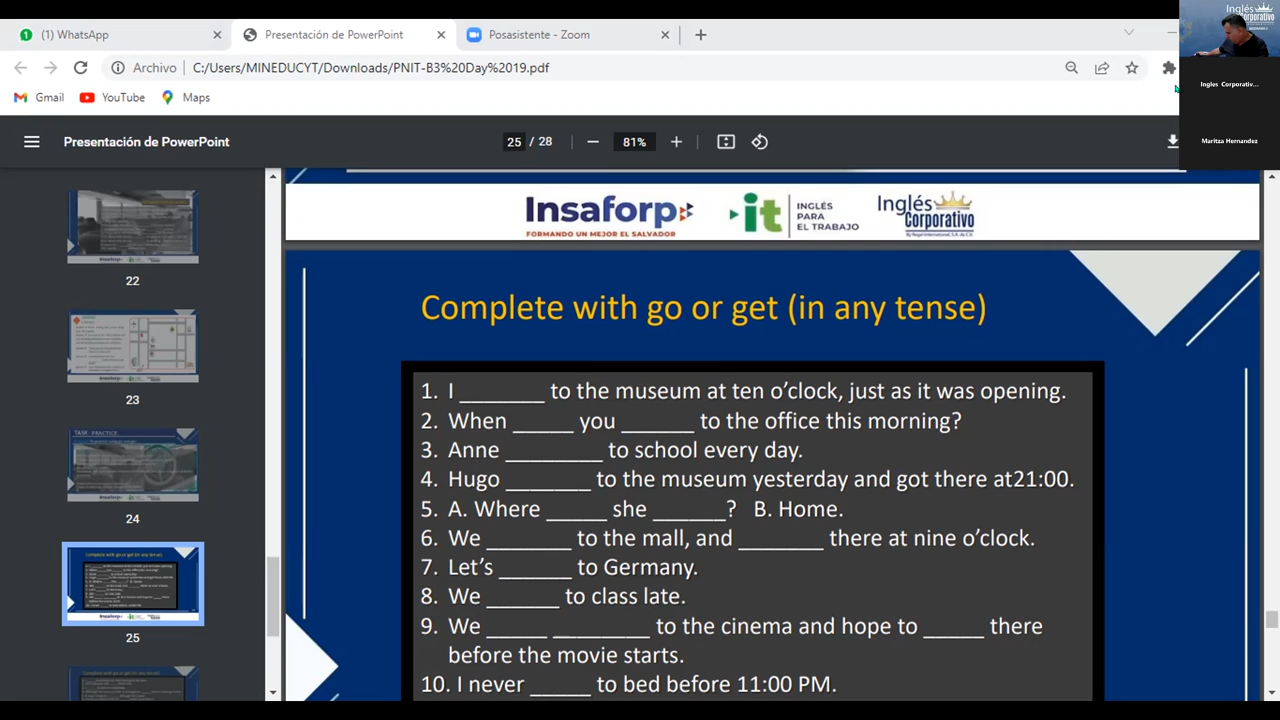 (1) WhatsApp
Presentación de PowerPoint
Posasistente - Zoom
Archivo
C:/Users/MINEDUCYT/Downloads/PNIT-B3%20Day%2019.pdf
Gmail
YouTube
Maps
Presentación de PowerPoint
25 / 28
81%
Inglés
Corporativo
Ingles Corporativ...
Maritza Hernandez
22
23
24
25
Insaforp
FORMANDO UN MEJOR EL SALVADOR
it
INGLÉS
PARA
EL TRABAJO
Inglés
Corporativo
Complete with go or get (in any tense)
1. I _______ to the museum at ten o’clock, just as it was opening.
2. When _____ you ______ to the office this morning?
3. Anne ________ to school every day.
4. Hugo _______ to the museum yesterday and got there at21:00.
5. A. Where _____ she ______? B. Home.
6. We _______ to the mall, and _______ there at nine o’clock.
7. Let’s ______ to Germany.
8. We ______ to class late.
9. We _____ ________ to the cinema and hope to _____ there
before the movie starts.
10. I never _____ to bed before 11:00 PM.